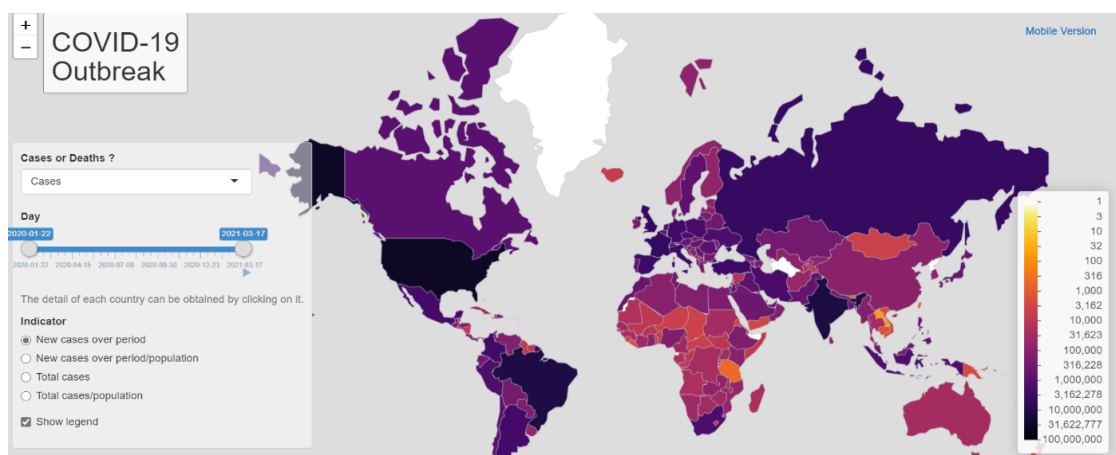 +
−
COVID-19
Outbreak
Mobile Version
Cases or Deaths ?
Cases
Day
2020-01-22 2021-03-17
2020-01-22 2020-04-15 2020-07-08 2020-09-30 2020-12-23 2021-03-17
The detail of each country can be obtained by clicking on it.
Indicator
New cases over period
New cases over period/population
Total cases
Total cases/population
Show legend
1
3
10
32
100
316
1,000
3,162
10,000
31,623
100,000
316,228
1,000,000
3,162,278
10,000,000
31,622,777
100,000,000